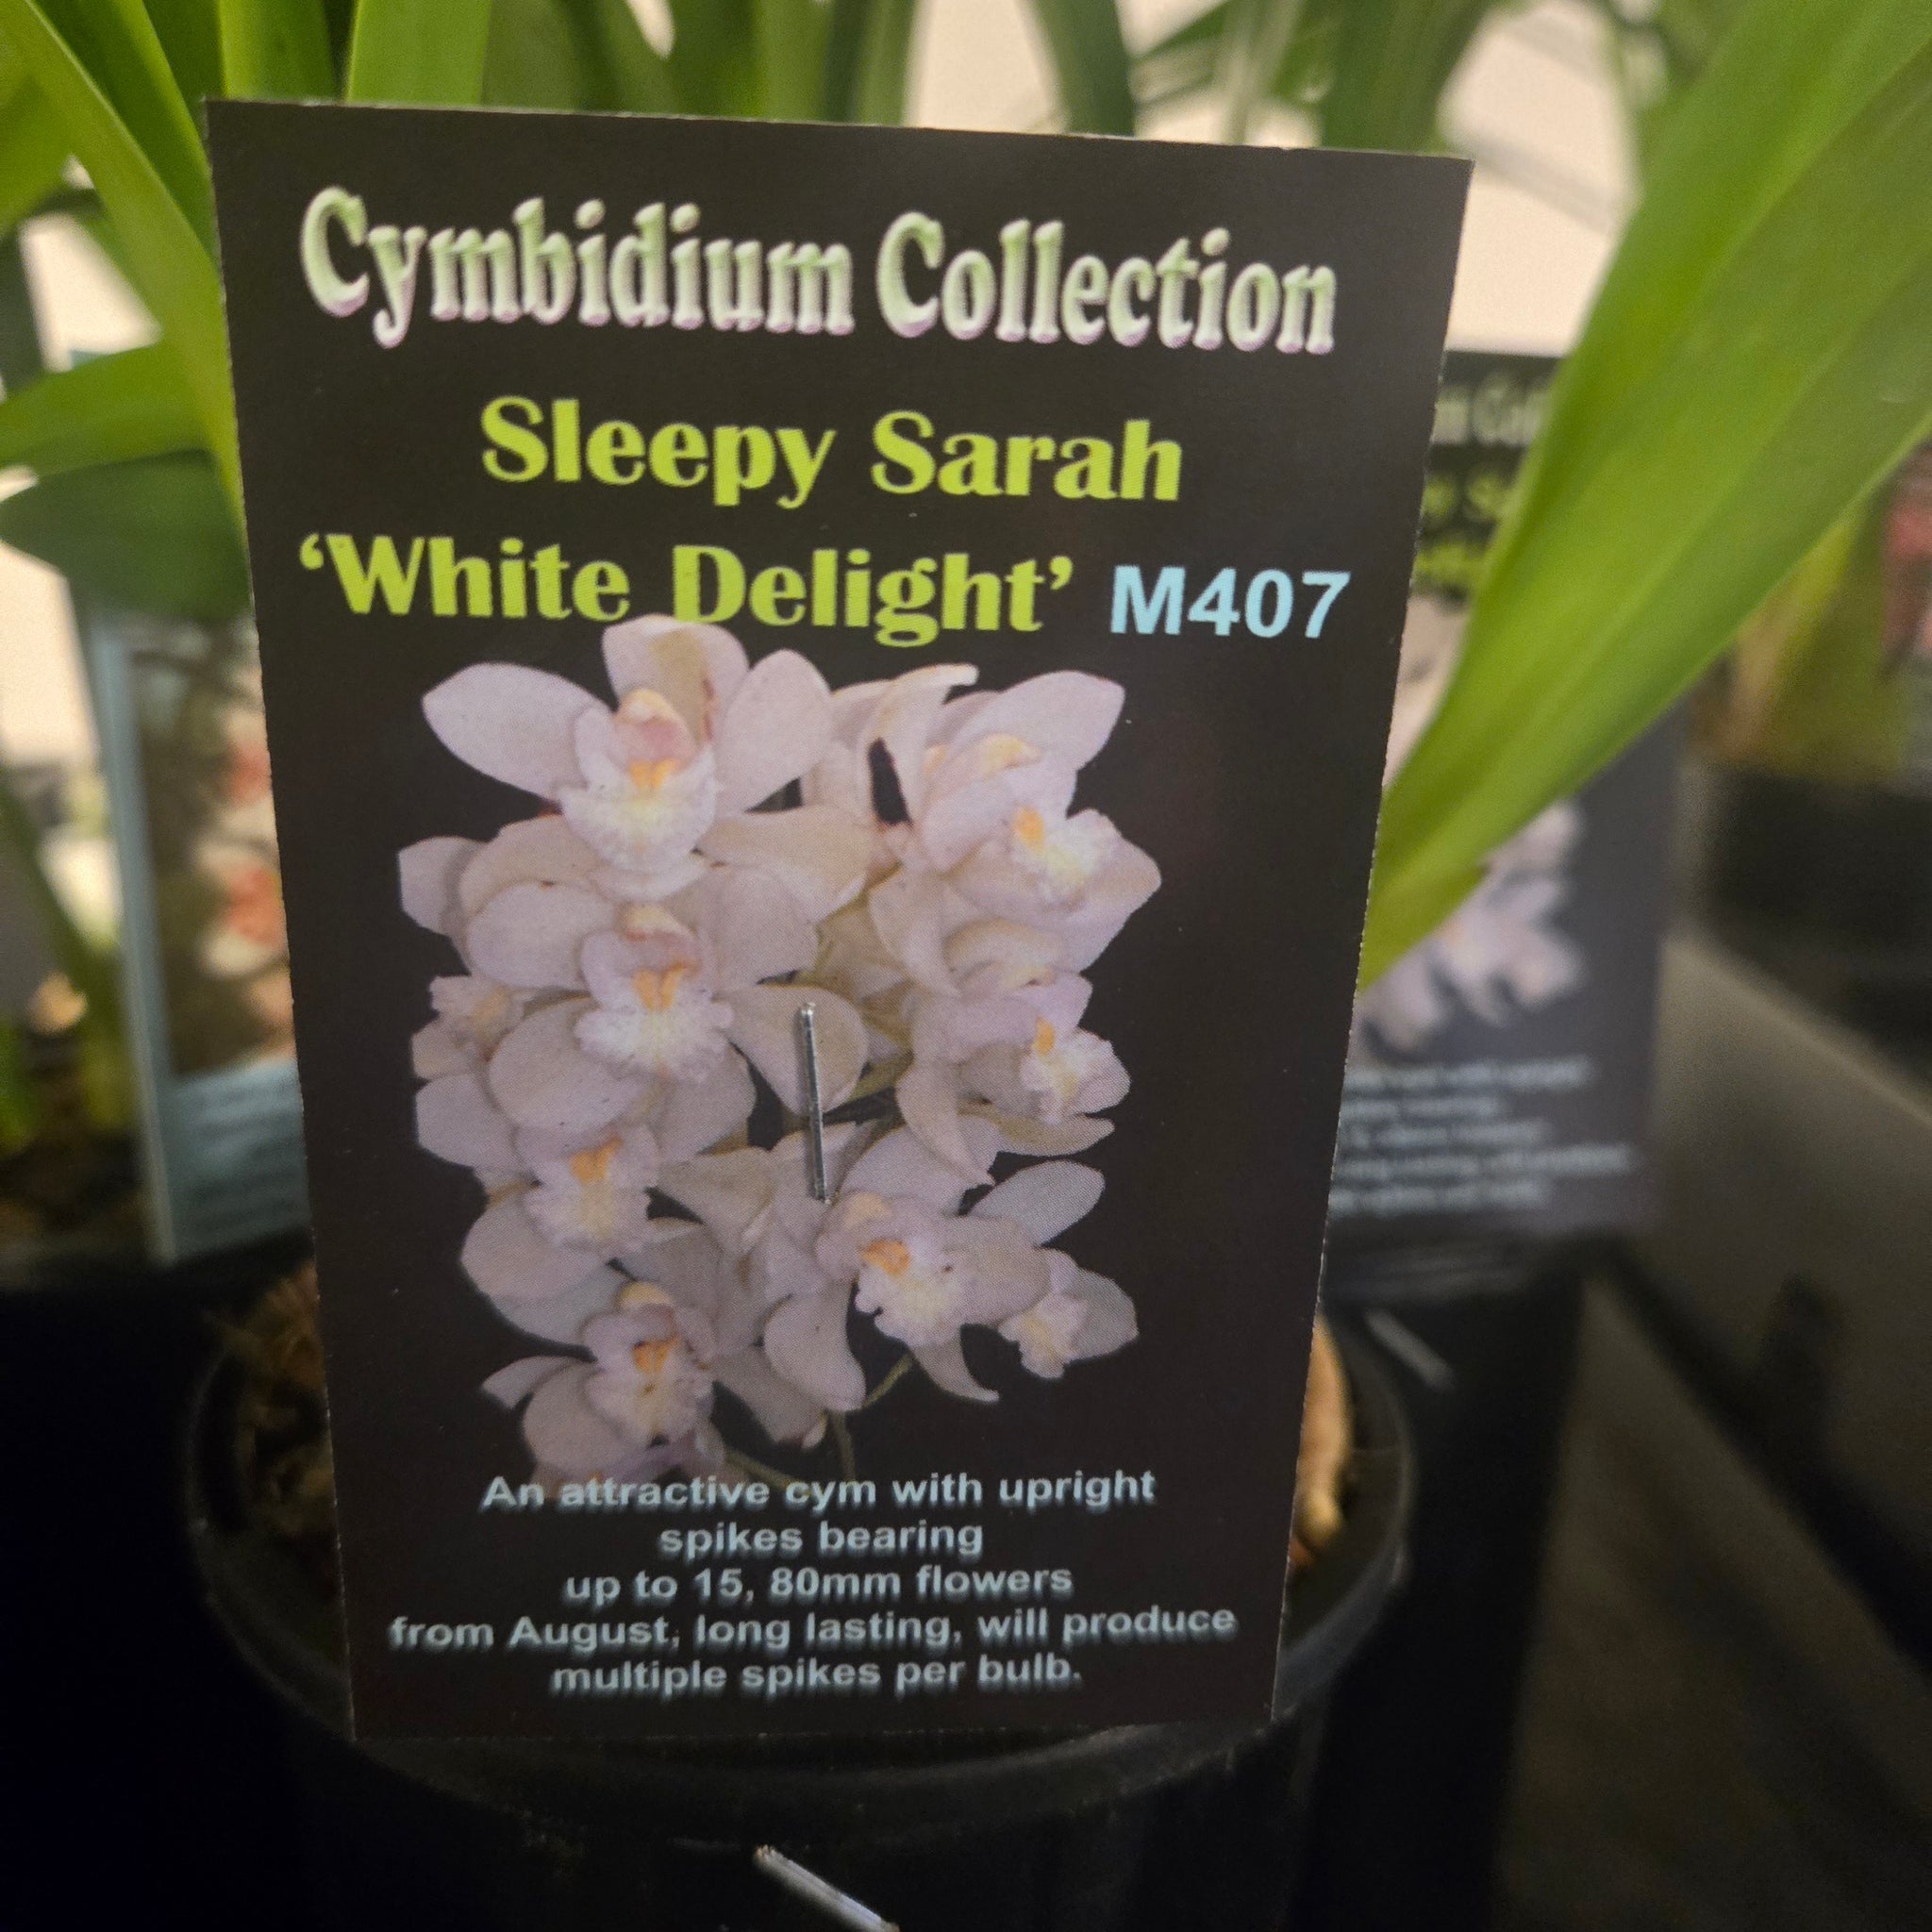 Cymbidium Collection
Sleepy Sarah
‘White Delight’ M407
An attractive cym with upright
spikes bearing
up to 15, 80mm flowers
from August, long lasting, will produce
multiple spikes per bulb.